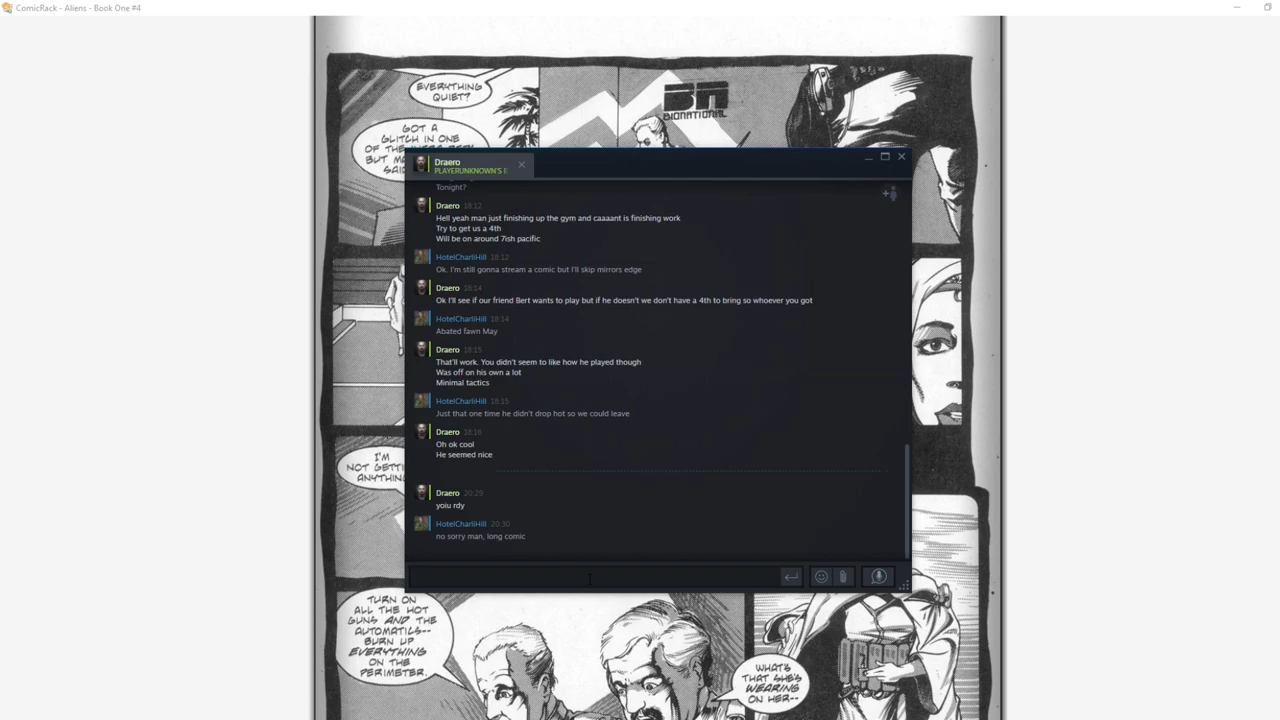 ComicRack - Aliens - Book One #4
EVERYTHING
QUIET?
GOT A
GLITCH IN ONE
OF THE
BUT
BIONATIONAL
Draero
PLAYERUNKNOWN'S
Tonight?
Draero 18:12
Hell yeah man just finishing up the gym and caaaant is finishing work
Try to get us a 4th
Will be on around 7ish pacific
HotelCharliHill 18:12
Ok. I'm still gonna stream a comic but I'll skip mirrors edge
Draero 18:14
Ok I'll see if our friend Bert wants to play but if he doesn't we don't have a 4th to bring so whoever you got
HotelCharliHill 18:14
Abated fawn May
Draero 18:15
That'll work. You didn't seem to like how he played though
Was off on his own a lot
Minimal tactics
HotelCharliHill 18:15
Just that one time he didn't drop hot so we could leave
Draero 18:16
Oh ok cool
He seemed nice
Draero 20:29
yoiu rdy
HotelCharliHill 20:30
no sorry man, long comic
I'M
NOT
TURN ON
ALL THE HOT
GUNS AND THE
AUTOMATICS--
BURN UP
EVERYTHING
ON THE
PERIMETER.
WHAT'S
THAT SHE'S
WEARING
ON HER--